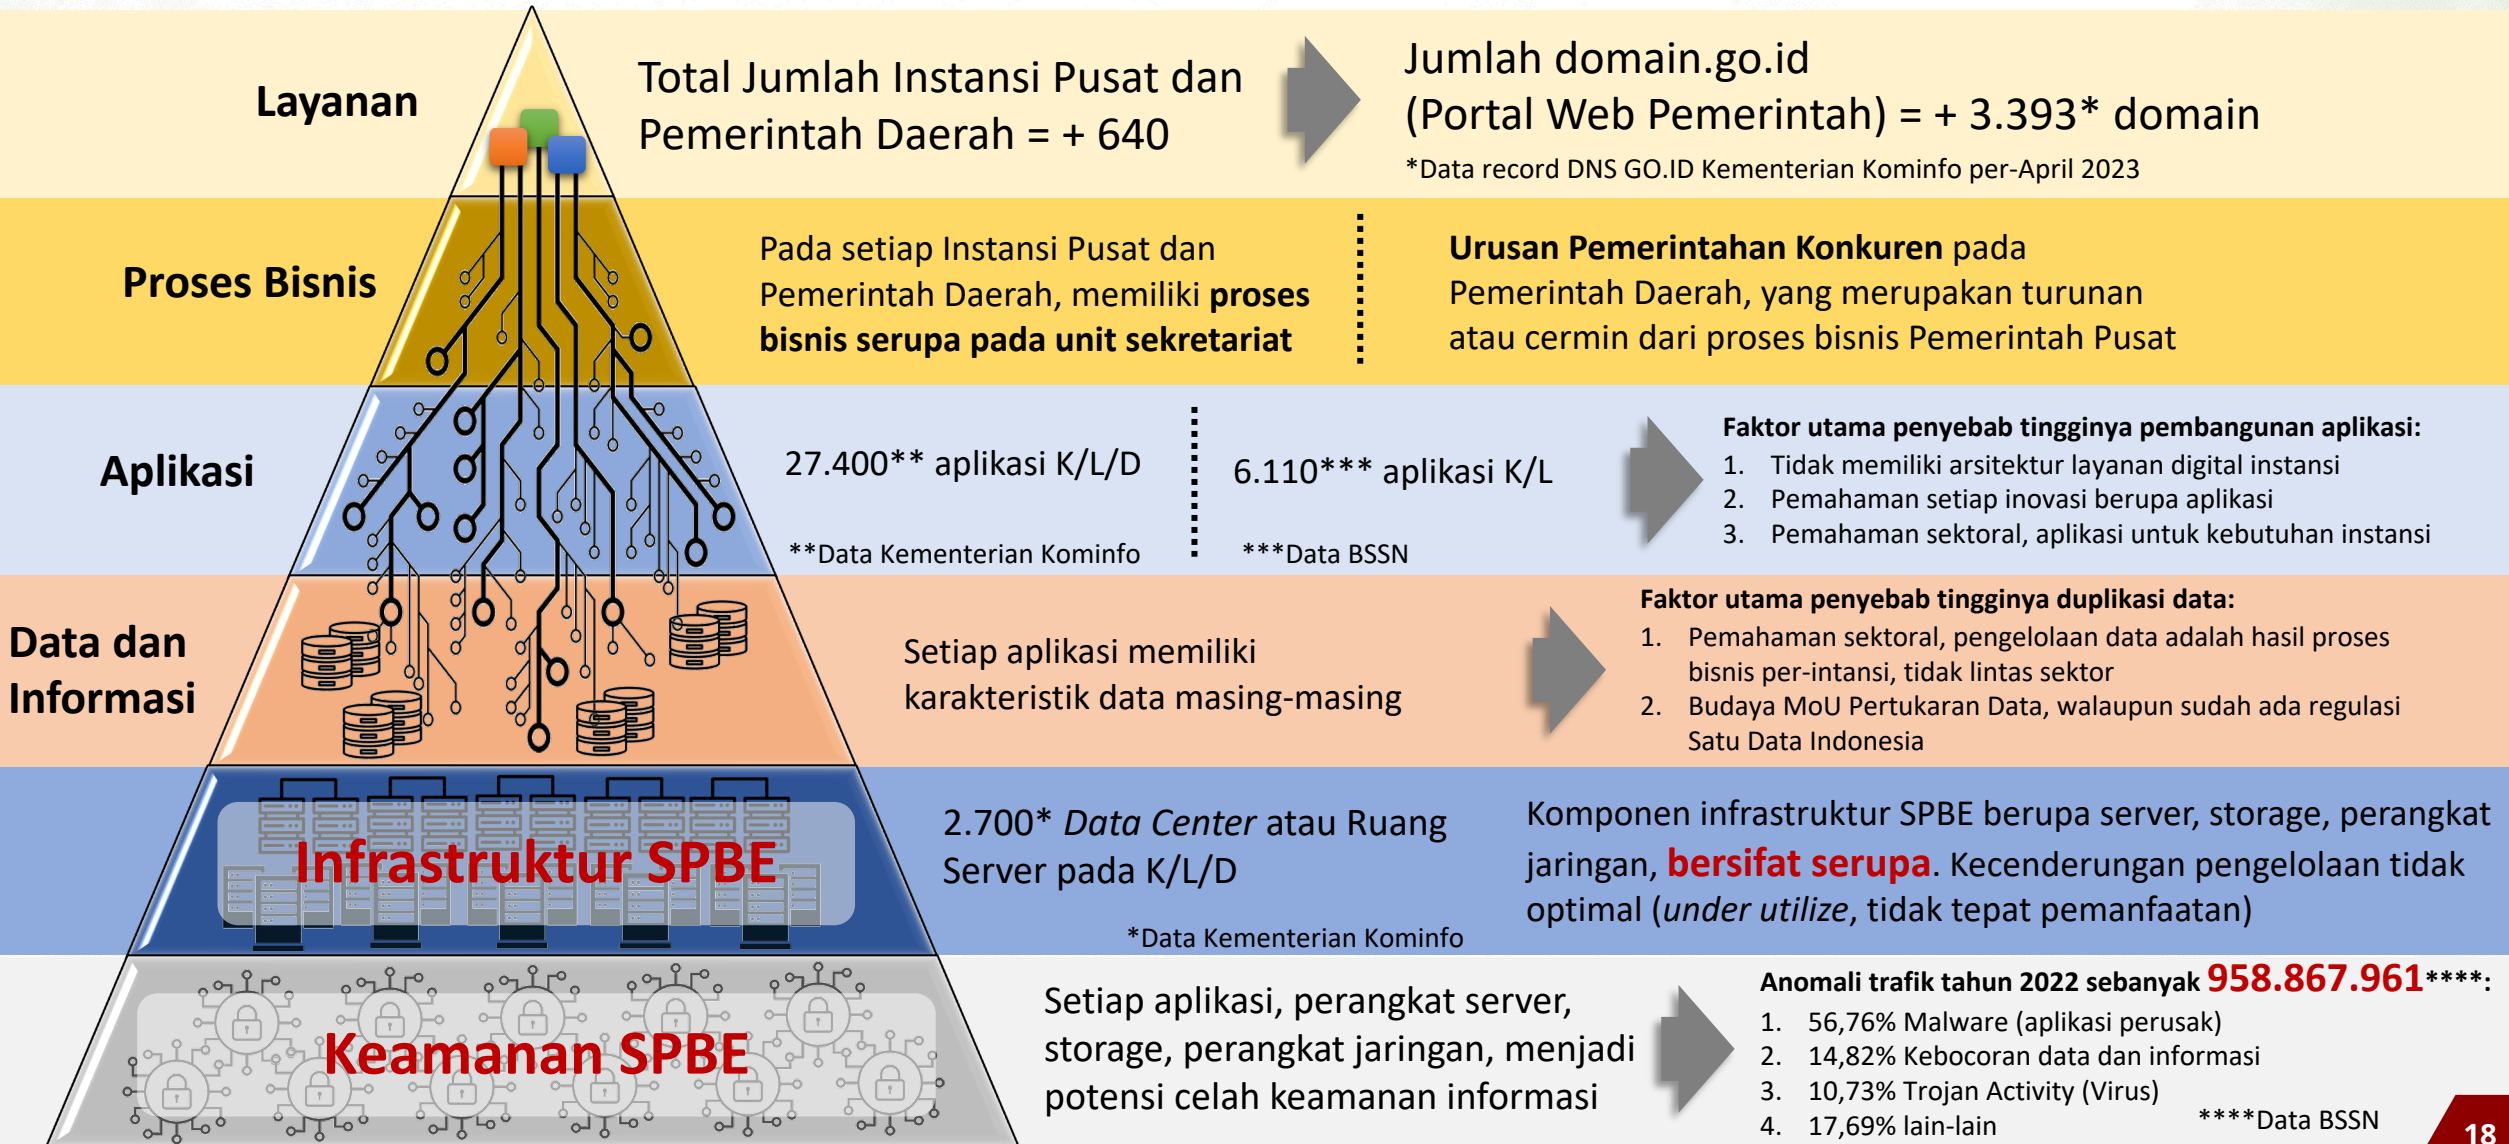 Layanan
Total Jumlah Instansi Pusat dan
Pemerintah Daerah = + 640
Jumlah domain.go.id
(Portal Web Pemerintah) = + 3.393* domain
*Data record DNS GO.ID Kementerian Kominfo per-April 2023
Proses Bisnis
Pada setiap Instansi Pusat dan
Pemerintah Daerah, memiliki proses
bisnis serupa pada unit sekretariat
Urusan Pemerintahan Konkuren pada
Pemerintah Daerah, yang merupakan turunan
atau cermin dari proses bisnis Pemerintah Pusat
Aplikasi
27.400** aplikasi K/L/D
**Data Kementerian Kominfo
6.110*** aplikasi K/L
***Data BSSN
Faktor utama penyebab tingginya pembangunan aplikasi:
1. Tidak memiliki arsitektur layanan digital instansi
2. Pemahaman setiap inovasi berupa aplikasi
3. Pemahaman sektoral, aplikasi untuk kebutuhan instansi
Data dan
Informasi
Setiap aplikasi memiliki
karakteristik data masing-masing
Faktor utama penyebab tingginya duplikasi data:
1. Pemahaman sektoral, pengelolaan data adalah hasil proses
bisnis per-intansi, tidak lintas sektor
2. Budaya MoU Pertukaran Data, walaupun sudah ada regulasi
Satu Data Indonesia
Infrastruktur SPBE
2.700* Data Center atau Ruang
Server pada K/L/D
*Data Kementerian Kominfo
Komponen infrastruktur SPBE berupa server, storage, perangkat
jaringan, bersifat serupa. Kecenderungan pengelolaan tidak
optimal (under utilize, tidak tepat pemanfaatan)
Keamanan SPBE
Setiap aplikasi, perangkat server,
storage, perangkat jaringan, menjadi
potensi celah keamanan informasi
Anomali trafik tahun 2022 sebanyak 958.867.961****:
1. 56,76% Malware (aplikasi perusak)
2. 14,82% Kebocoran data dan informasi
3. 10,73% Trojan Activity (Virus)
4. 17,69% lain-lain
****Data BSSN
18